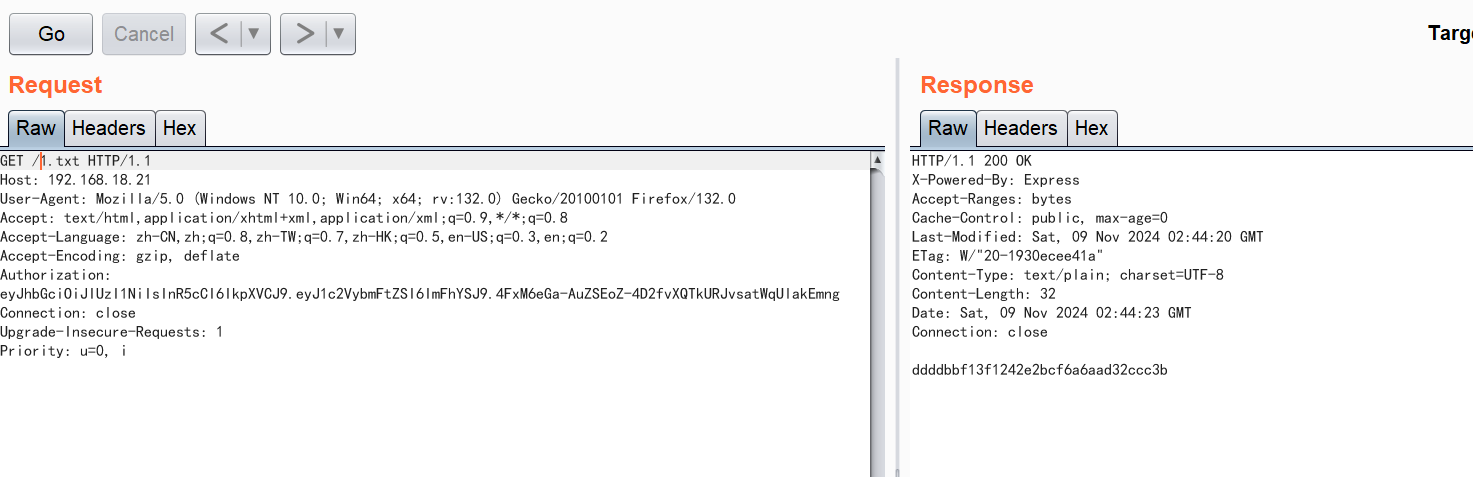 Go Cancel < ▼ > ▼
Targe
Request
Raw Headers Hex
GET /1.txt HTTP/1.1
Host: 192.168.18.21
User-Agent: Mozilla/5.0 (Windows NT 10.0; Win64; x64; rv:132.0) Gecko/20100101 Firefox/132.0
Accept: text/html,application/xhtml+xml,application/xml;q=0.9,*/*;q=0.8
Accept-Language: zh-CN,zh;q=0.8,zh-TW;q=0.7,zh-HK;q=0.5,en-US;q=0.3,en;q=0.2
Accept-Encoding: gzip, deflate
Authorization:
eyJhbGciOiJIUzI1NiIsInR5cCI6IkpXVCJ9.eyJ1c2VybmFtZSI6ImFhYSJ9.4FxM6eGa-AuZSEoZ-4D2fvXQTkURJvsatWqUlakEmng
Connection: close
Upgrade-Insecure-Requests: 1
Priority: u=0, i
Response
Raw Headers Hex
HTTP/1.1 200 OK
X-Powered-By: Express
Accept-Ranges: bytes
Cache-Control: public, max-age=0
Last-Modified: Sat, 09 Nov 2024 02:44:20 GMT
ETag: W/"20-1930ecee41a"
Content-Type: text/plain; charset=UTF-8
Content-Length: 32
Date: Sat, 09 Nov 2024 02:44:23 GMT
Connection: close
ddddbbf13f1242e2bcf6a6aad32ccc3b